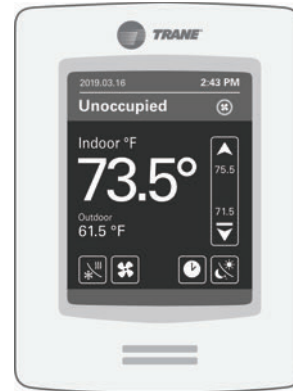 TRANE
2019.03.16 2:43 PM
Unoccupied
Indoor °F
73.5°
75.5
71.5
Outdoor
61.5 °F